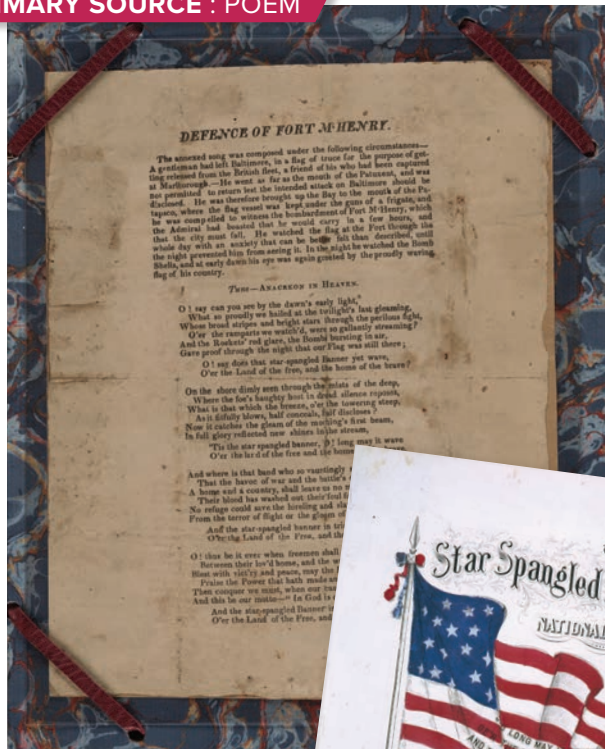 MARY SOURCE : POEM
DEFENCE OF FORT M‘HENRY.
The annexed song was composed under the following circumstances—
A gentleman had left Baltimore, in a flag of truce for the purpose of get-
ting released from the British fleet, a friend of his who had been captured
at Marlborough.—He went as far as the mouth of the Patuxent, and was
not permitted to return lest the intended attack on Baltimore should be
disclosed. He was therefore brought up the Bay to the mouth of the Pa-
tapsco, where the flag vessel was kept under the guns of a frigate, and
he was compelled to witness the bombardment of Fort M‘Henry, which
the Admiral had boasted that he would carry in a few hours, and
that the city must fall. He watched the flag at the Fort through the
whole day with an anxiety that can be better felt than described, until
the night prevented him from seeing it. In the night he watched the Bomb
Shells, and at early dawn his eye was again greeted by the proudly waving
flag of his country.
Tune—ANACREON IN HEAVEN.
O ! say can you see by the dawn's early light,
What so proudly we hailed at the twilight's last gleaming,
Whose broad stripes and bright stars through the perilous fight,
O'er the ramparts we watch'd, were so gallantly streaming?
And the Rockets' red glare, the Bombs bursting in air,
Gave proof through the night that our Flag was still there;
O ! say does that star-spangled Banner yet wave,
O'er the Land of the free, and the home of the brave?
On the shore dimly seen through the mists of the deep,
Where the foe's haughty host in dread silence reposes,
What is that which the breeze, o'er the towering steep,
As it fitfully blows, half conceals, half discloses?
Now it catches the gleam of the morning's first beam,
In full glory reflected new shines in the stream,
'Tis the star spangled banner, O ! long may it wave
O'er the land of the free and the home
And where is that band who so vauntingly
That the havoc of war and the battle's
A home and a country, shall leave us no
Their blood has washed out their foul
No refuge could save the hireling and
From the terror of flight or the gloom of
And the star-spangled banner in
O'er the Land of the Free, and
O ! thus be it ever when freemen shall
Between their lov'd home, and the
Blest with vict'ry and peace, may the
Praise the Power that hath made
Then conquer we must, when our
And this be our motto—" In God is
And the star-spangled Banner
O'er the Land of the Free, and
Star Spangled
NATIONAL
LONG MAY